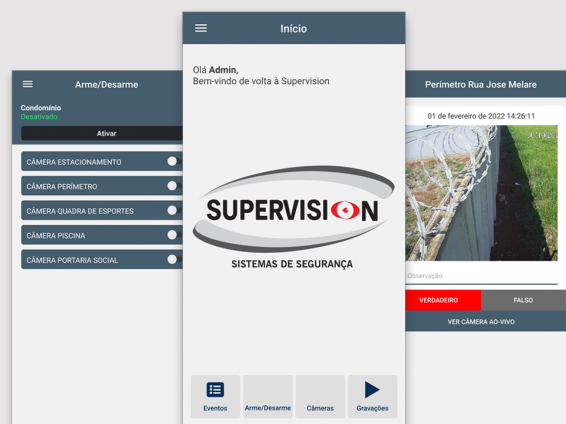 Arme/Desarme
Condomínio
Desativado
Ativar
CÂMERA ESTACIONAMENTO
CÂMERA PERÍMETRO
CÂMERA QUADRA DE ESPORTES
CÂMERA PISCINA
CÂMERA PORTARIA SOCIAL
Início
Olá Admin,
Bem-vindo de volta à Supervision
SUPERVISION
SISTEMAS DE SEGURANÇA
Eventos
Arme/Desarme
Câmeras
Gravações
Perímetro Rua Jose Melare
01 de fevereiro de 2022 14:26:11
Observação
VERDADEIRO
FALSO
VER CÂMERA AO-VIVO